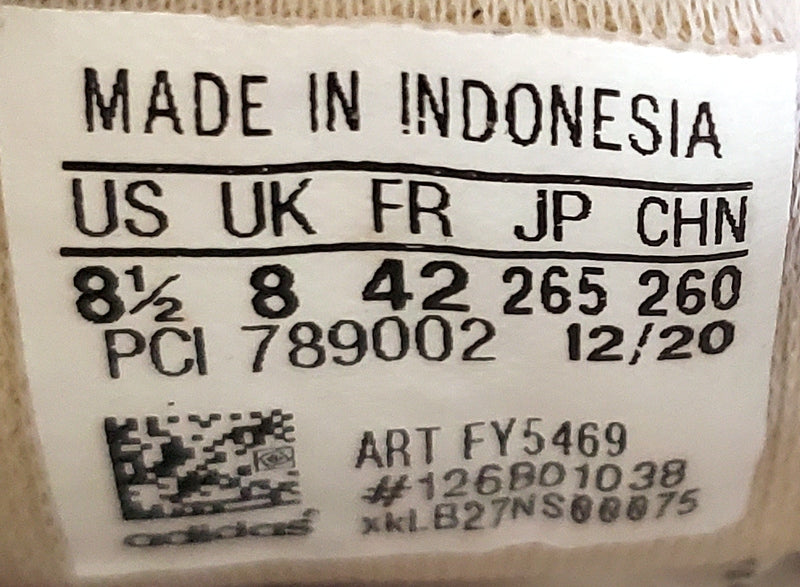 MADE IN INDONESIA
US UK FR JP CHN
8½ 8 42 265 260
PCI 789002 12/20
ART FY5469
#126801038
xkLB27NS00075
adidas